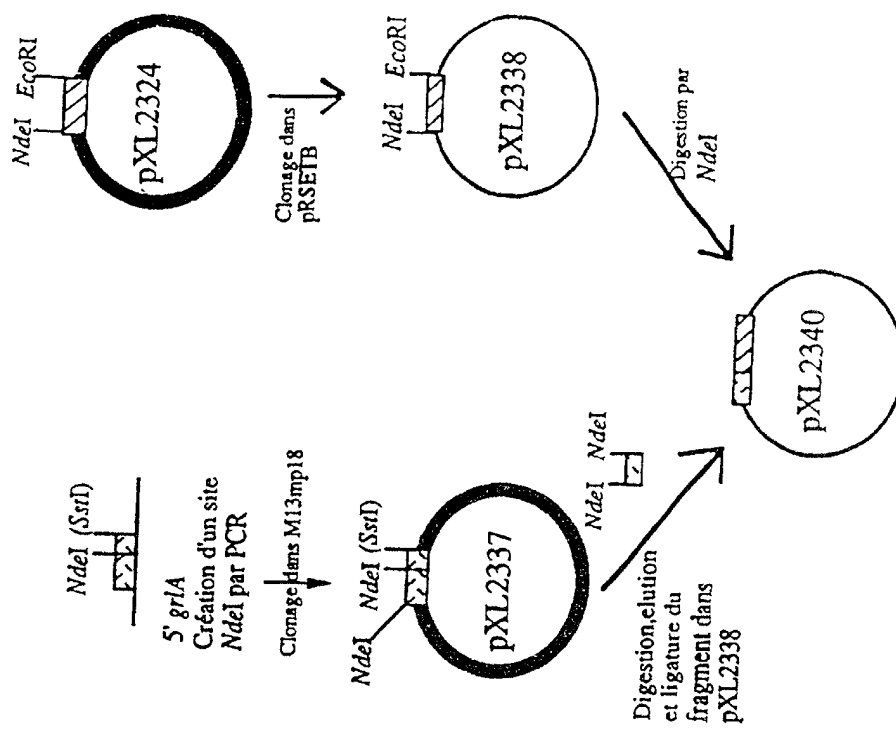 NdeI (SstI)
5' grlA
Création d'un site
NdeI par PCR
Clonage dans M13mp18
NdeI
NdeI (SstI)
pXL2337
Digestion,elution
et ligature du
fragment dans
pXL2338
NdeI NdeI
NdeI EcoRI
pXL2324
Clonage dans
pRSETB
NdeI EcoRI
pXL2338
Digestion par
NdeI
pXL2340